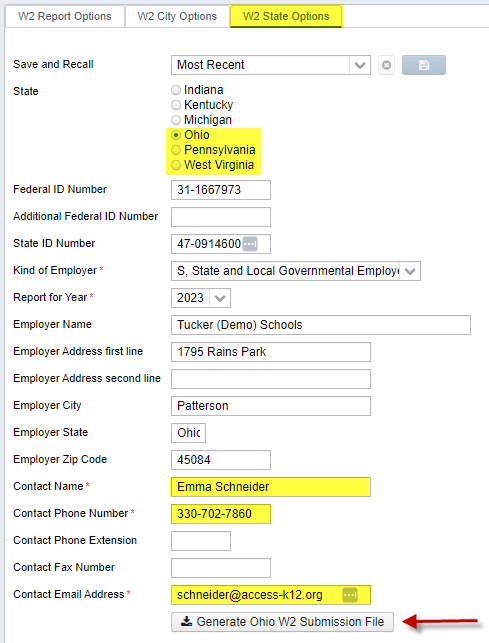 W2 Report Options W2 City Options W2 State Options
Save and Recall Most Recent
State
Indiana
Kentucky
Michigan
Ohio
Pennsylvania
West Virginia
Federal ID Number 31-1667973
Additional Federal ID Number
State ID Number 47-0914600
Kind of Employer * S, State and Local Governmental Employe
Report for Year * 2023
Employer Name Tucker (Demo) Schools
Employer Address first line 1795 Rains Park
Employer Address second line
Employer City Patterson
Employer State Ohic
Employer Zip Code 45084
Contact Name * Emma Schneider
Contact Phone Number * 330-702-7860
Contact Phone Extension
Contact Fax Number
Contact Email Address * schneider@access-k12.org
Generate Ohio W2 Submission File